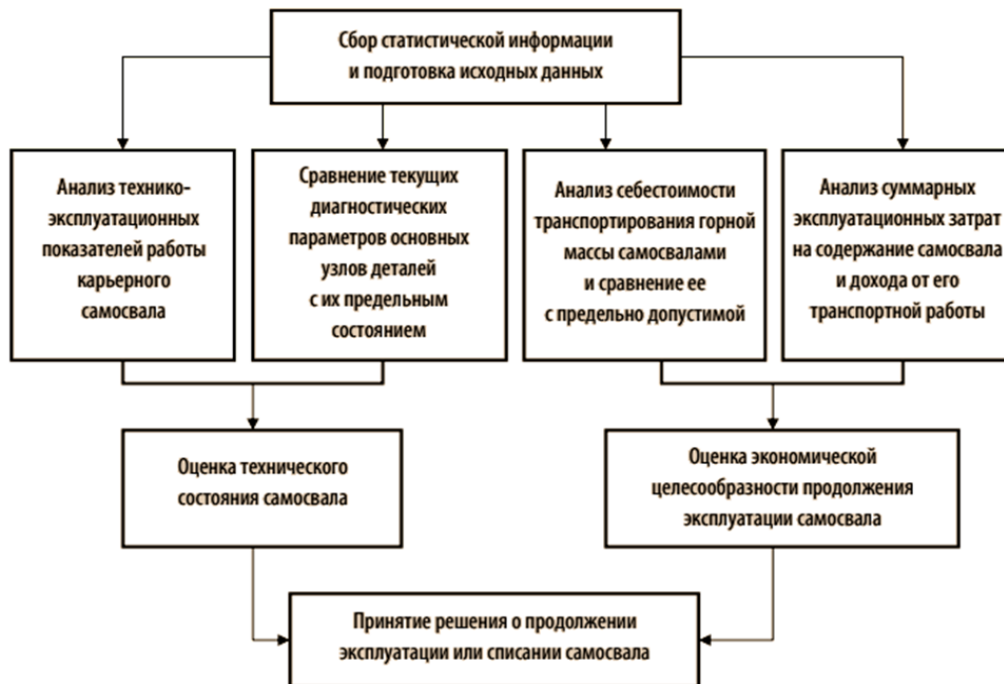 Сбор статистической информации
и подготовка исходных данных
Анализ технико-
эксплуатационных
показателей работы
карьерного
самосвала
Сравнение текущих
диагностических
параметров основных
узлов деталей
с их предельным
состоянием
Анализ себестоимости
транспортирования горной
массы самосвалами
и сравнение ее
с предельно допустимой
Анализ суммарных
эксплуатационных затрат
на содержание самосвала
и дохода от его
транспортной работы
Оценка технического
состояния самосвала
Оценка экономической
целесообразности продолжения
эксплуатации самосвала
Принятие решения о продолжении
эксплуатации или списании самосвала